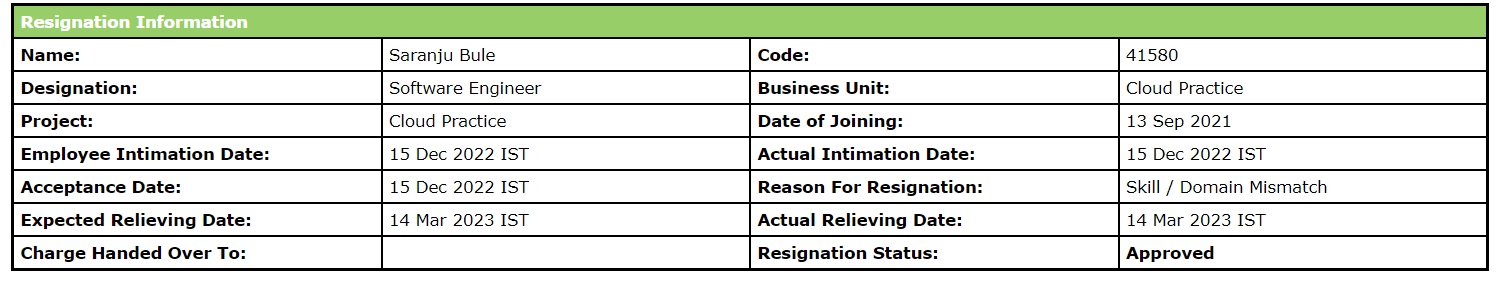 Resignation Information
Name: Saranju Bule Code: 41580
Designation: Software Engineer Business Unit: Cloud Practice
Project: Cloud Practice Date of Joining: 13 Sep 2021
Employee Intimation Date: 15 Dec 2022 IST Actual Intimation Date: 15 Dec 2022 IST
Acceptance Date: 15 Dec 2022 IST Reason For Resignation: Skill / Domain Mismatch
Expected Relieving Date: 14 Mar 2023 IST Actual Relieving Date: 14 Mar 2023 IST
Charge Handed Over To: Resignation Status: Approved